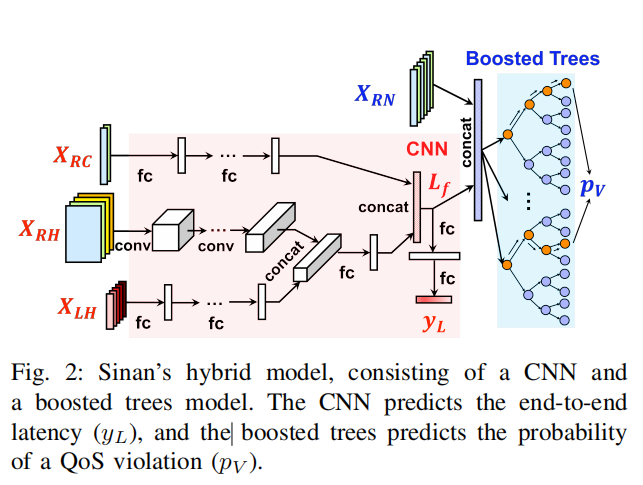 Boosted Trees
X_RN
CNN
concat
X_RC
fc
...
fc
L_f
p_V
concat
X_RH
conv
...
conv
concat
fc
fc
...
X_LH
fc
...
fc
fc
y_L
Fig. 2: Sinan's hybrid model, consisting of a CNN and
a boosted trees model. The CNN predicts the end-to-end
latency (y_L), and the boosted trees predicts the probability
of a QoS violation (p_V).